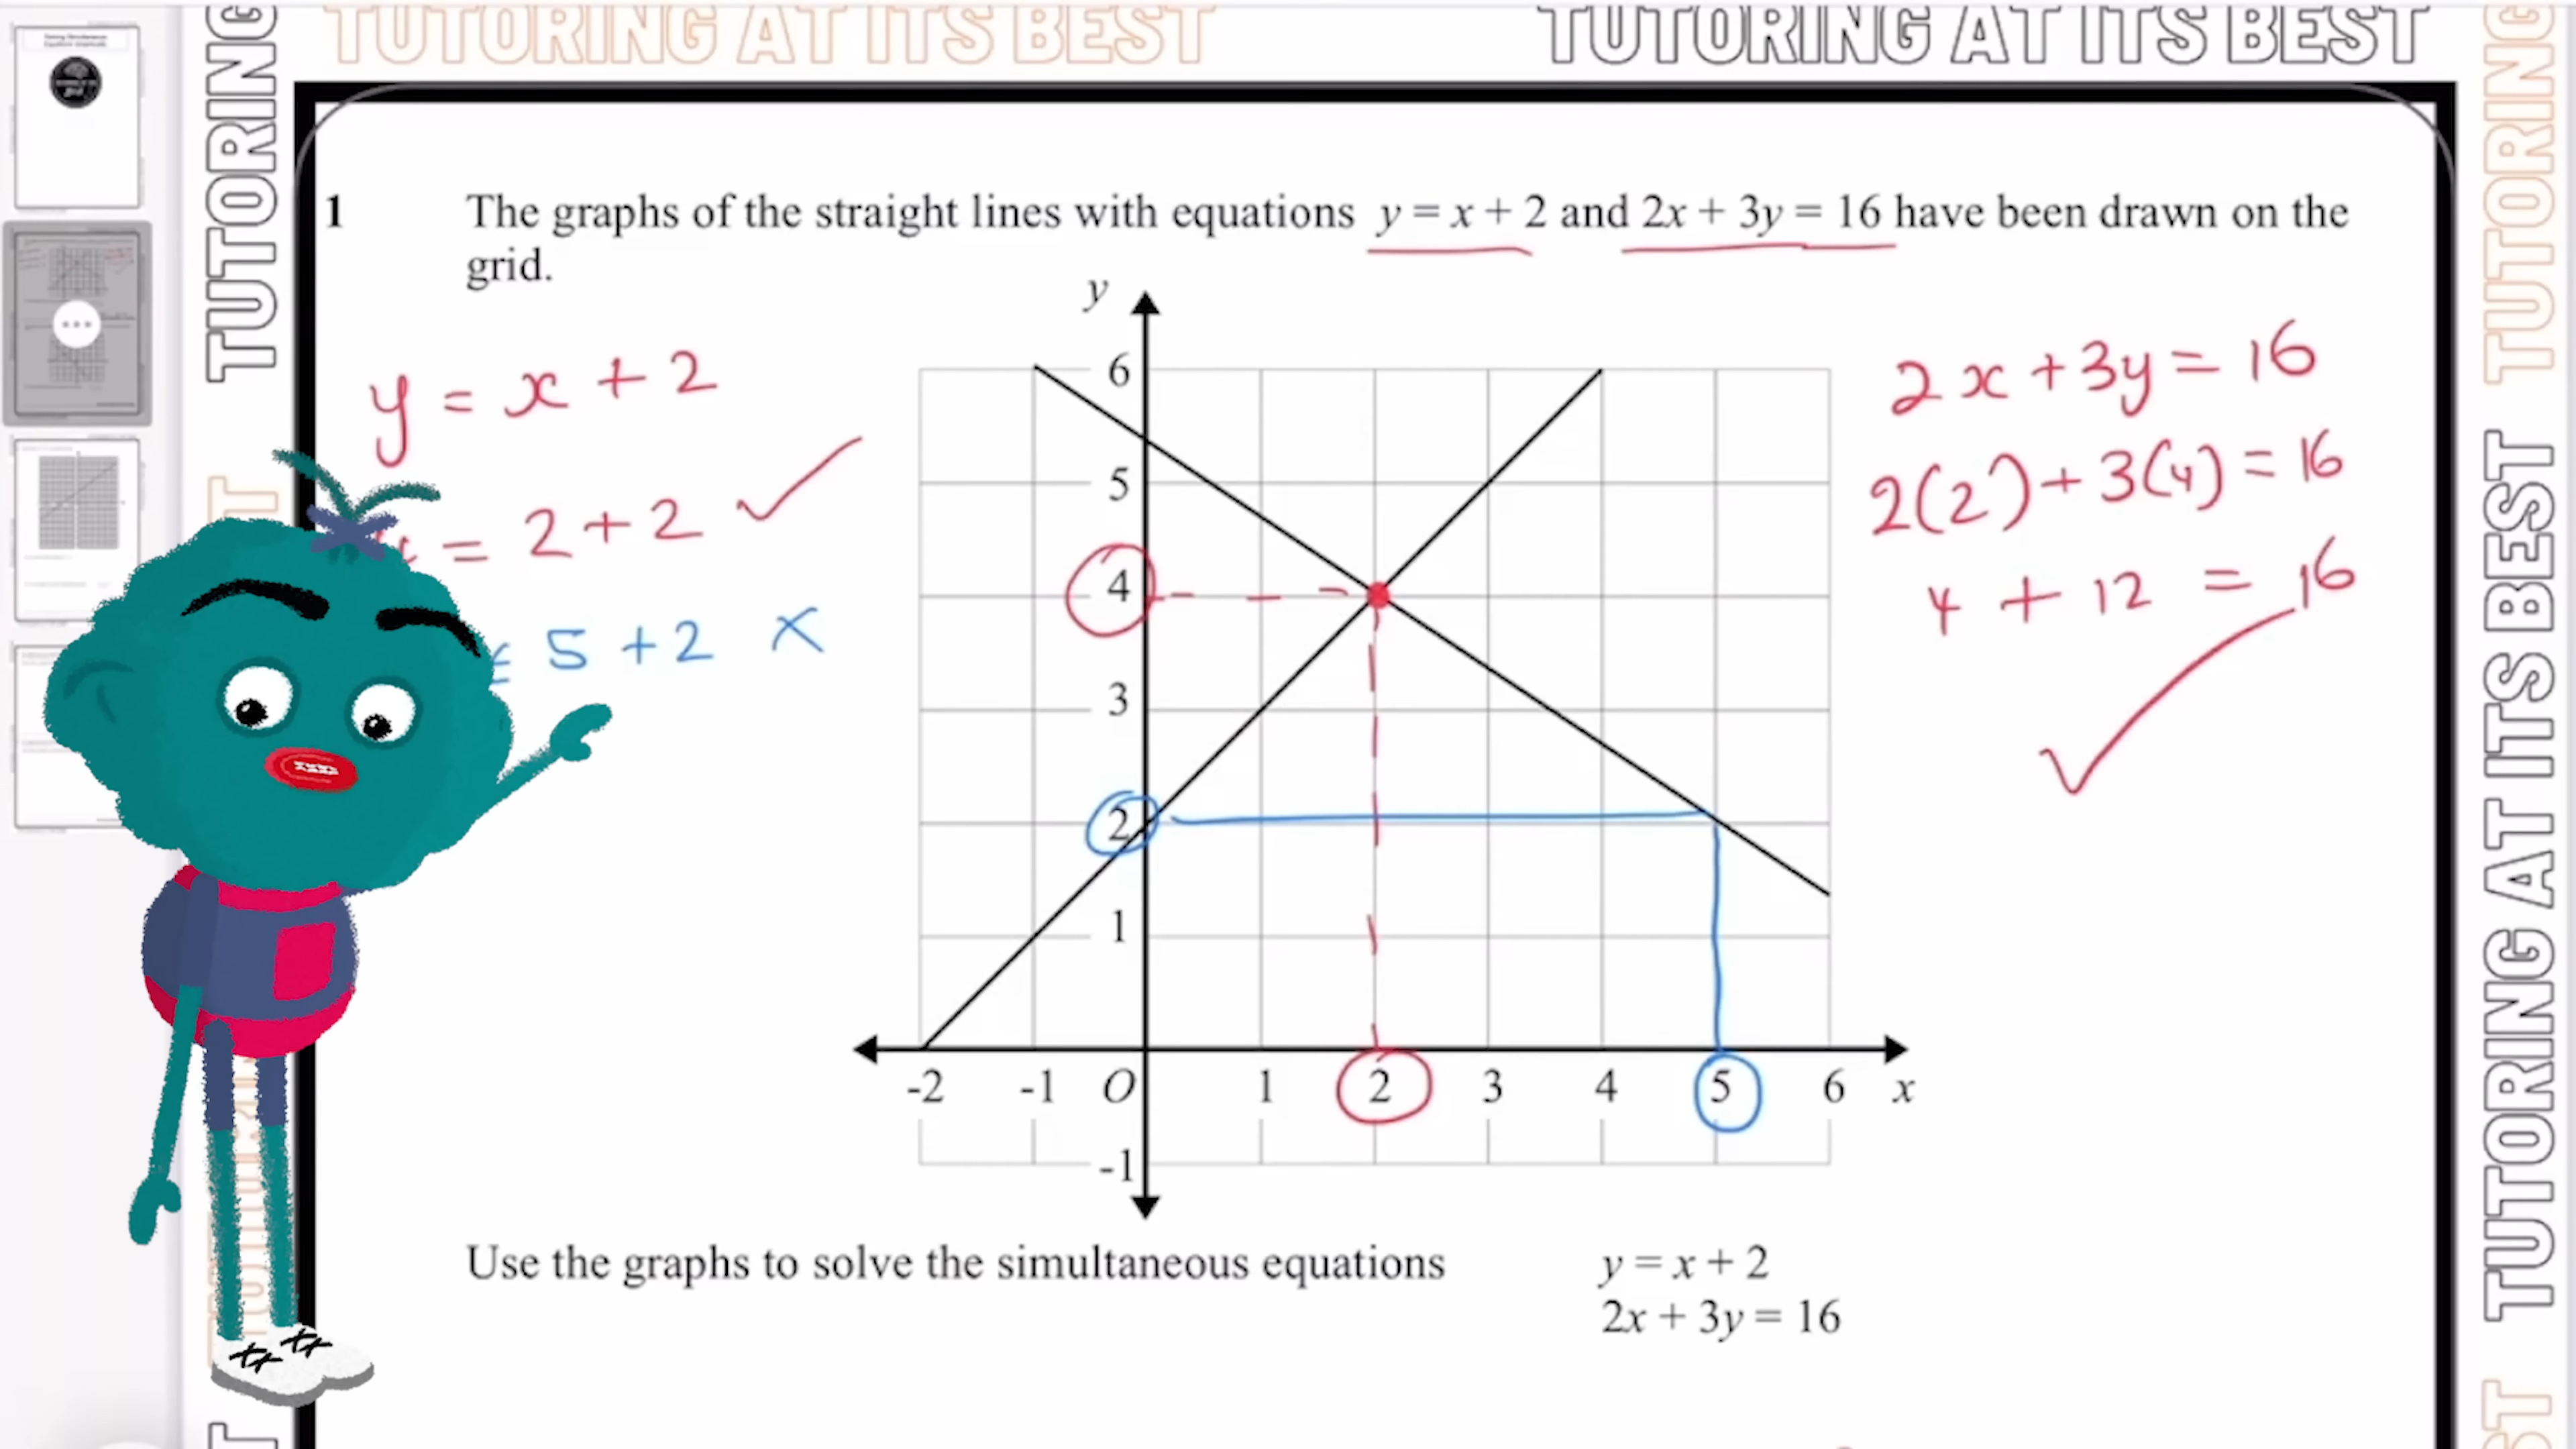 TUTORING AT ITS BEST TUTORING AT ITS BEST
TUTORING
TUTORING
1 The graphs of the straight lines with equations y = x + 2 and 2x + 3y = 16 have been drawn on the
grid.
y
y = x + 2
= 2 + 2 ✓
= 5 + 2 ×
6
5
4
3
2
1
-1
-2 -1 O 1 2 3 4 5 6 x
2x + 3y = 16
2(2) + 3(4) = 16
4 + 12 = 16
✓
Use the graphs to solve the simultaneous equations y = x + 2
2x + 3y = 16
TUTORING AT ITS BEST